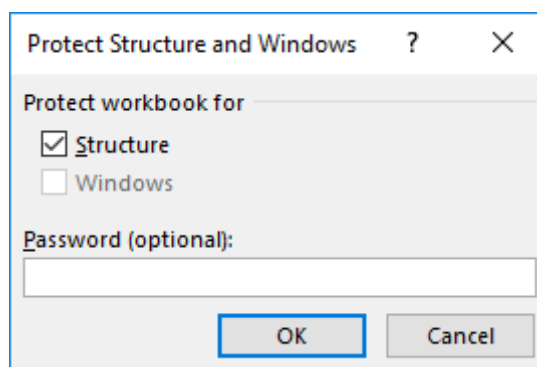 Protect Structure and Windows ?
Protect workbook for
Structure
Windows
Password (optional):
OK Cancel